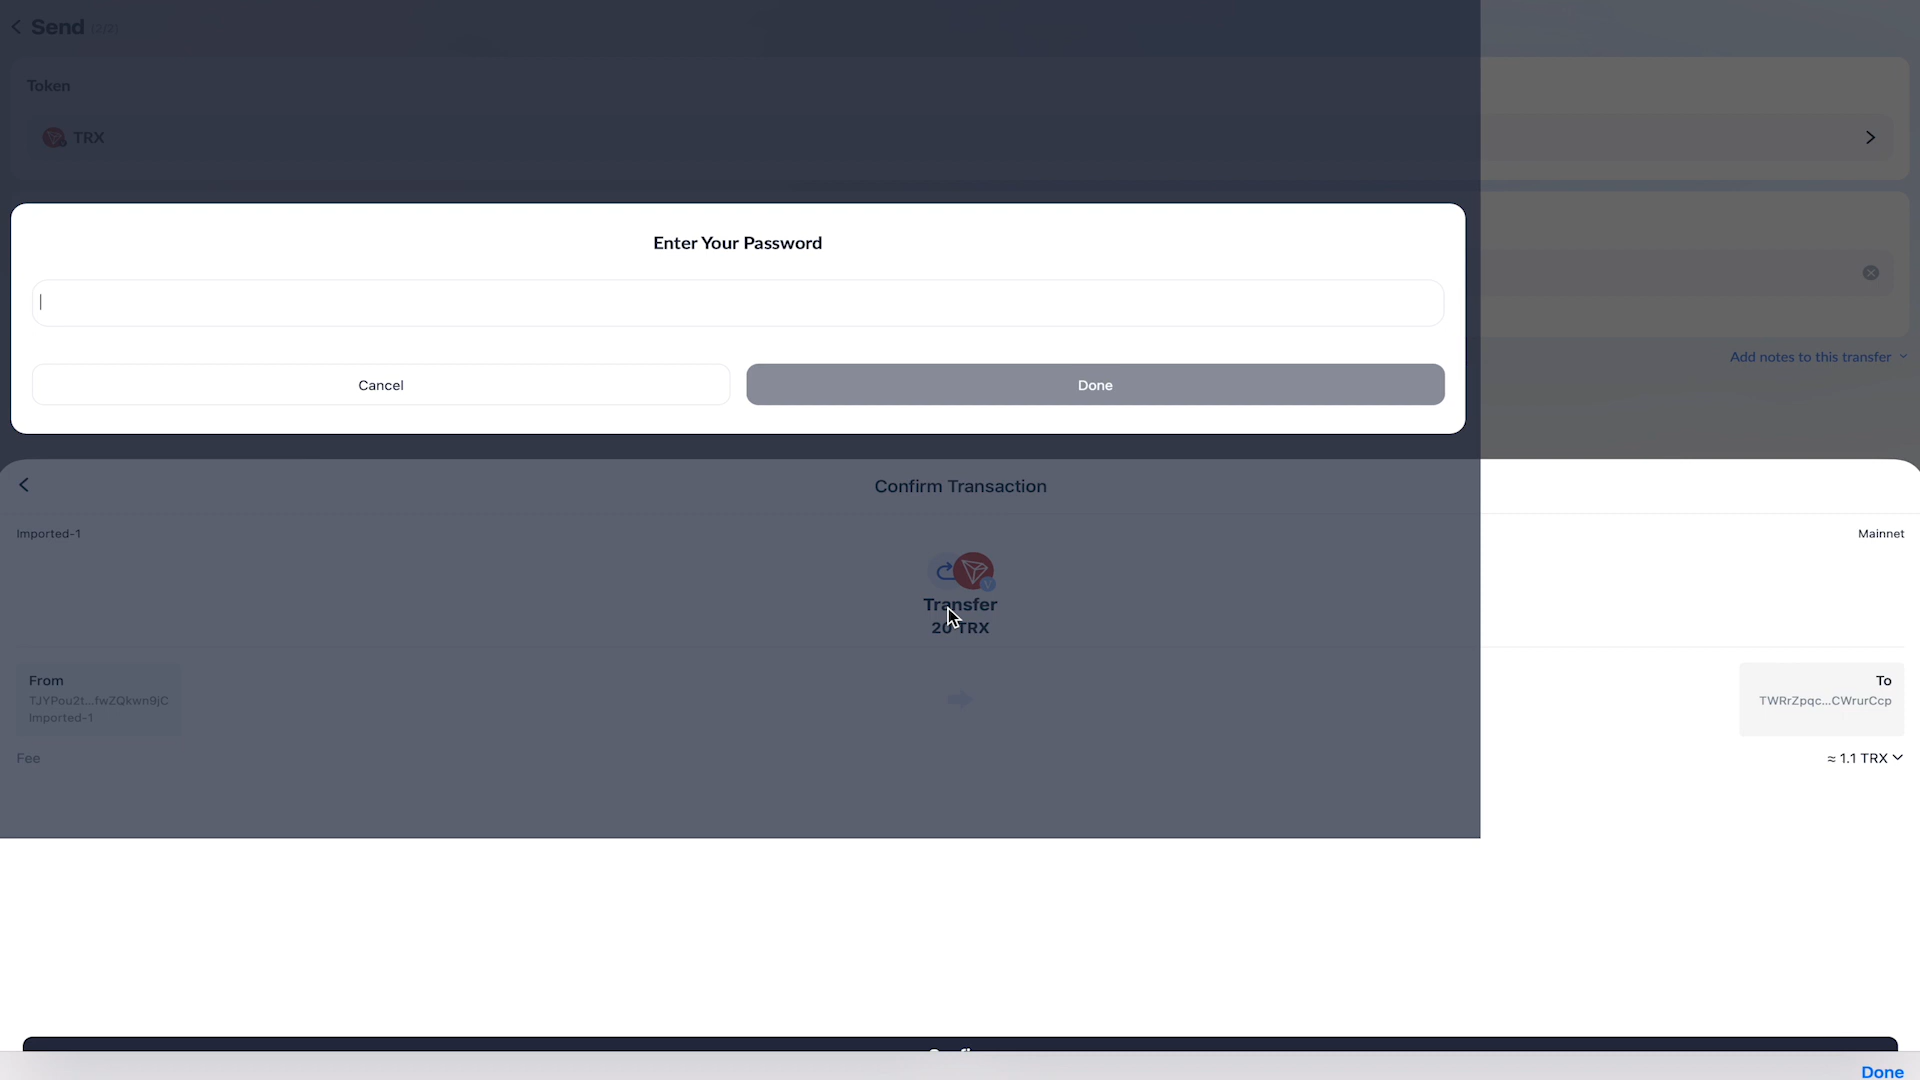 Send (2/2)
Token
TRX
Enter Your Password
Cancel
Done
Add notes to this transfer
Confirm Transaction
Imported-1
Mainnet
Transfer
20 TRX
From
TJYPou2t...fwZQkwn9jC
Imported-1
To
TWRrZpqc...CWrurCcp
Fee
≈ 1.1 TRX
Done